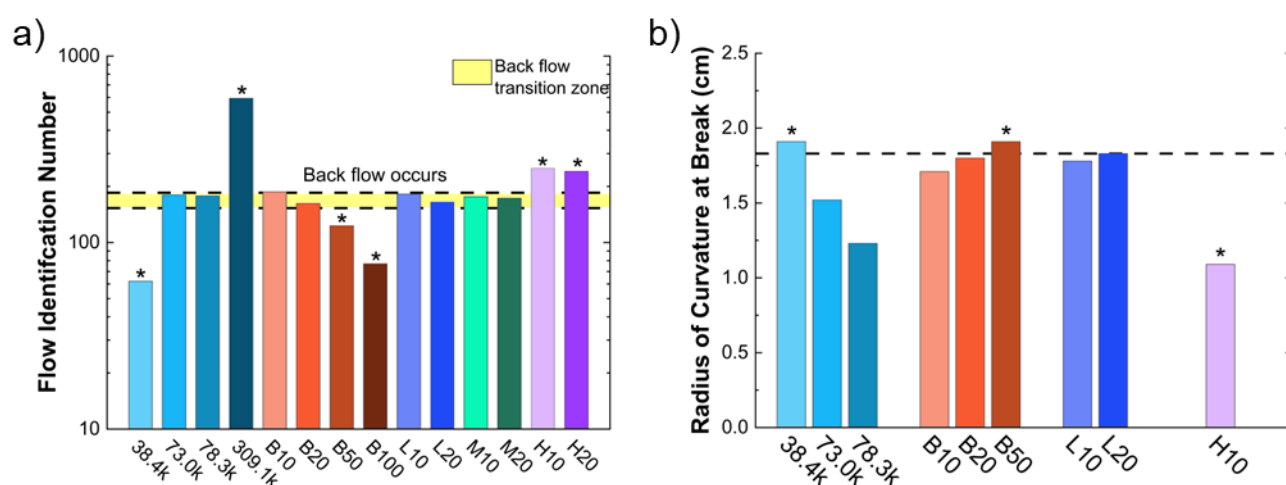 a)
Flow Identifcation Number
1000
100
10
Back flow
transition zone
Back flow occurs
*
*
*
*
*
*
38.4k
73.0k
78.3k
309.1k
B10
B20
B50
B100
L10
L20
M10
M20
H10
H20
b)
Radius of Curvature at Break (cm)
2.5
2.0
1.5
1.0
0.5
0.0
*
*
*
38.4k
73.0k
78.3k
B10
B20
B50
L10
L20
H10